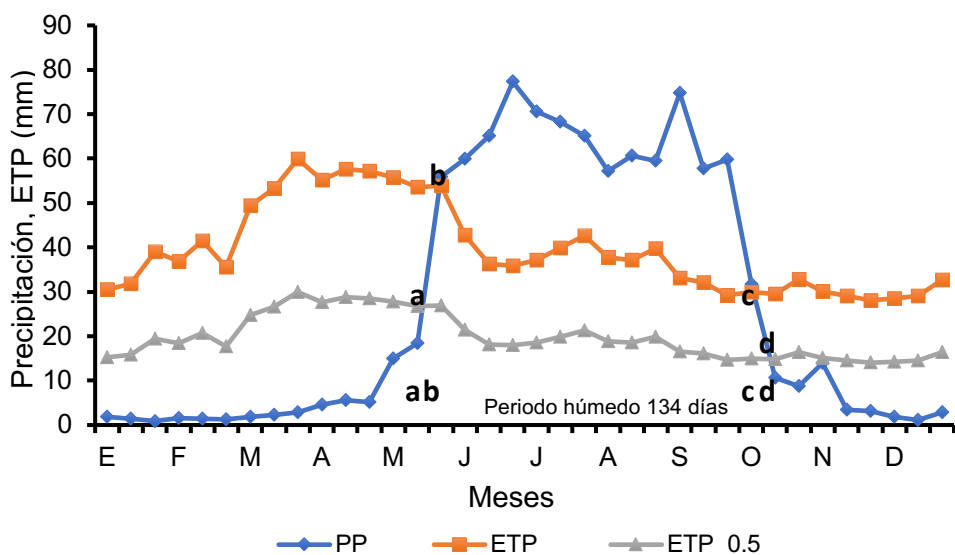 Precipitación, ETP (mm)
90
80
70
60
50
40
30
20
10
0
b
a
c
d
ab
cd
Periodo húmedo 134 días
E F M A M J J A S O N D
Meses
PP ETP ETP 0.5